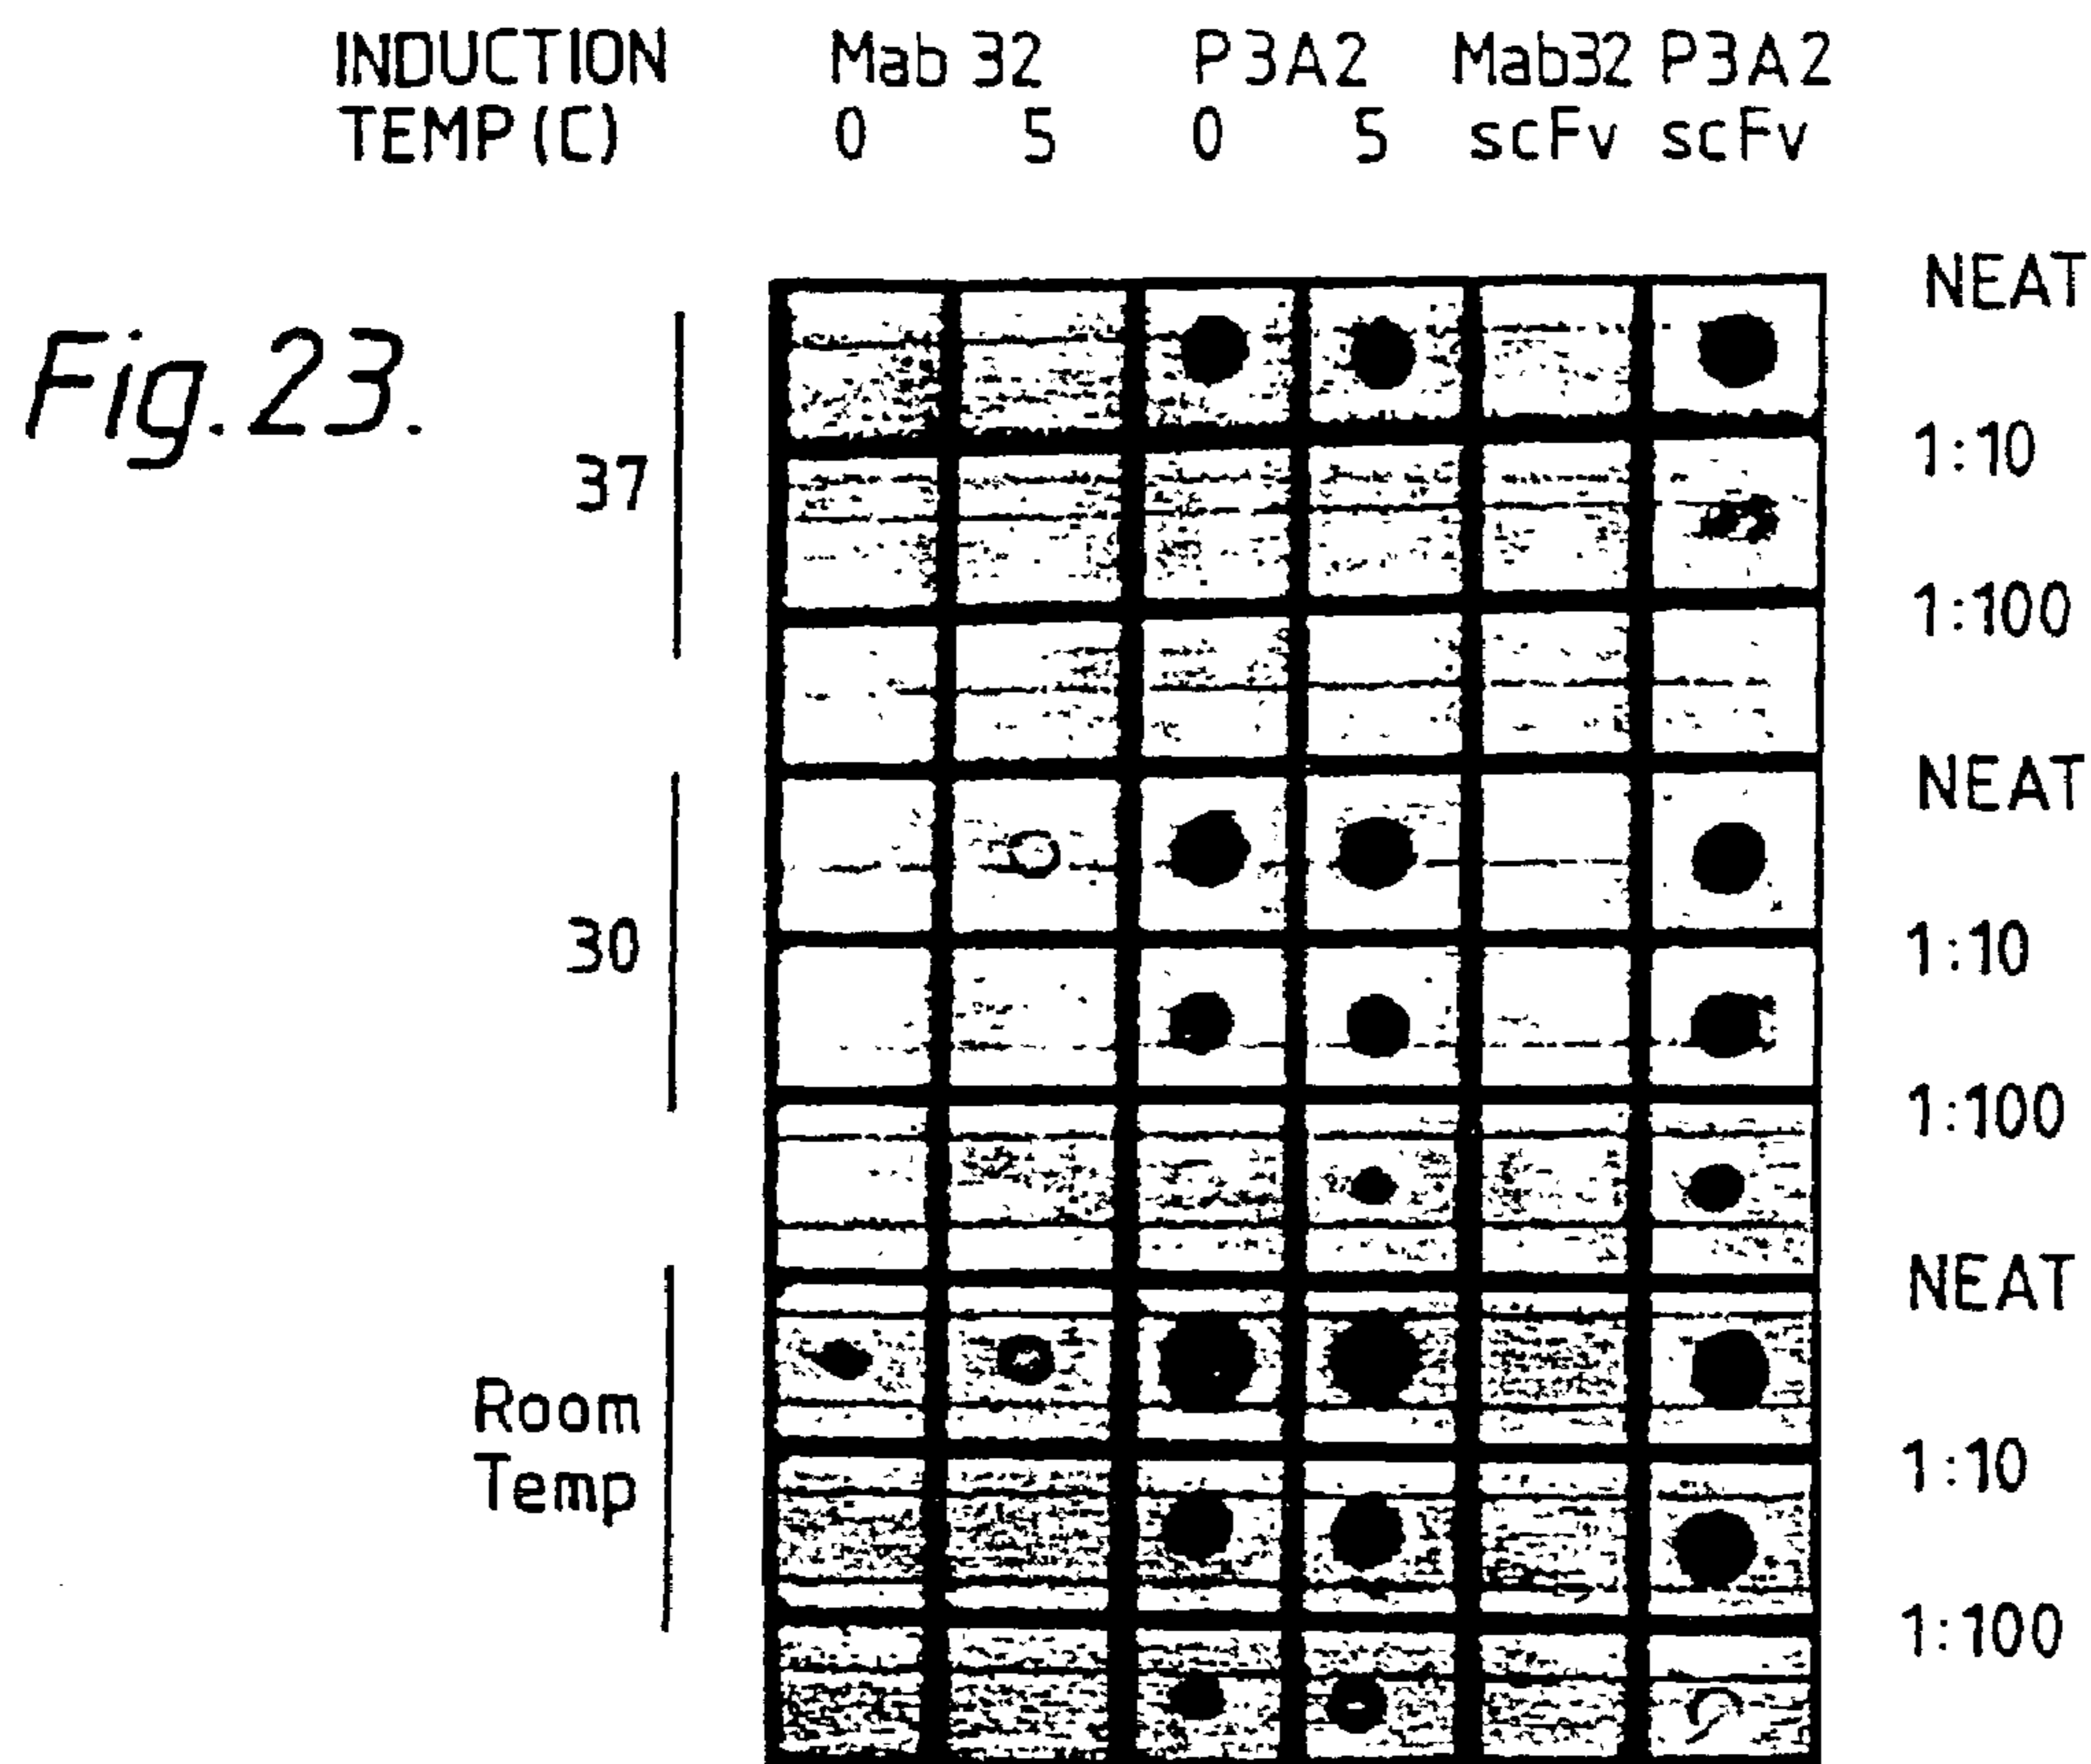 INDUCTION Mab 32 P3A2 Mab32 P3A2
TEMP(C) 0 5 0 5 scFv scFv
NEAT
Fig. 23.
1:10
37
1:100
NEAT
1:10
30
1:100
NEAT
Room
1:10
Temp
1:100